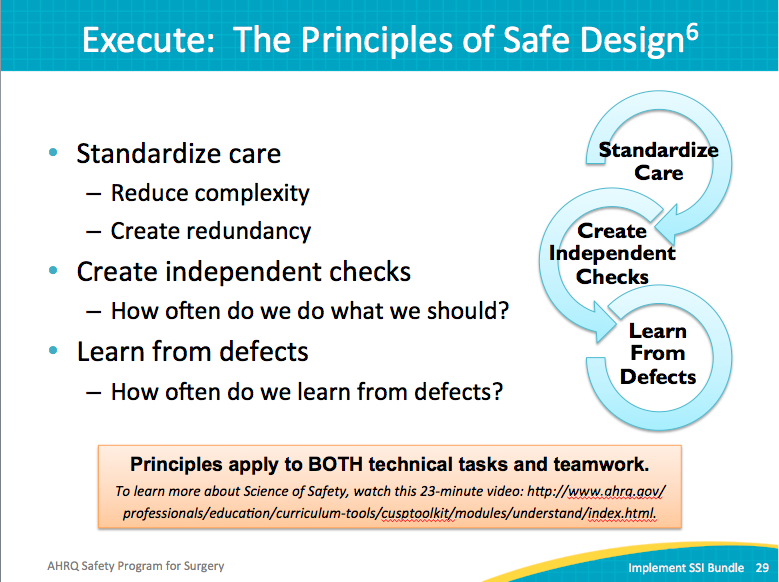 Execute:  The Principles of Safe Design6
• Standardize care
– Reduce complexity
– Create redundancy
• Create independent checks
– How often do we do what we should?
• Learn from defects
– How often do we learn from defects?
Standardize
Care
Create
Independent
Checks
Learn
From
Defects
Principles apply to BOTH technical tasks and teamwork.
To learn more about Science of Safety, watch this 23-minute video: http://www.ahrq.gov/
professionals/education/curriculum-tools/cusptoolkit/modules/understand/index.html.
AHRQ Safety Program for Surgery
Implement SSI Bundle 29